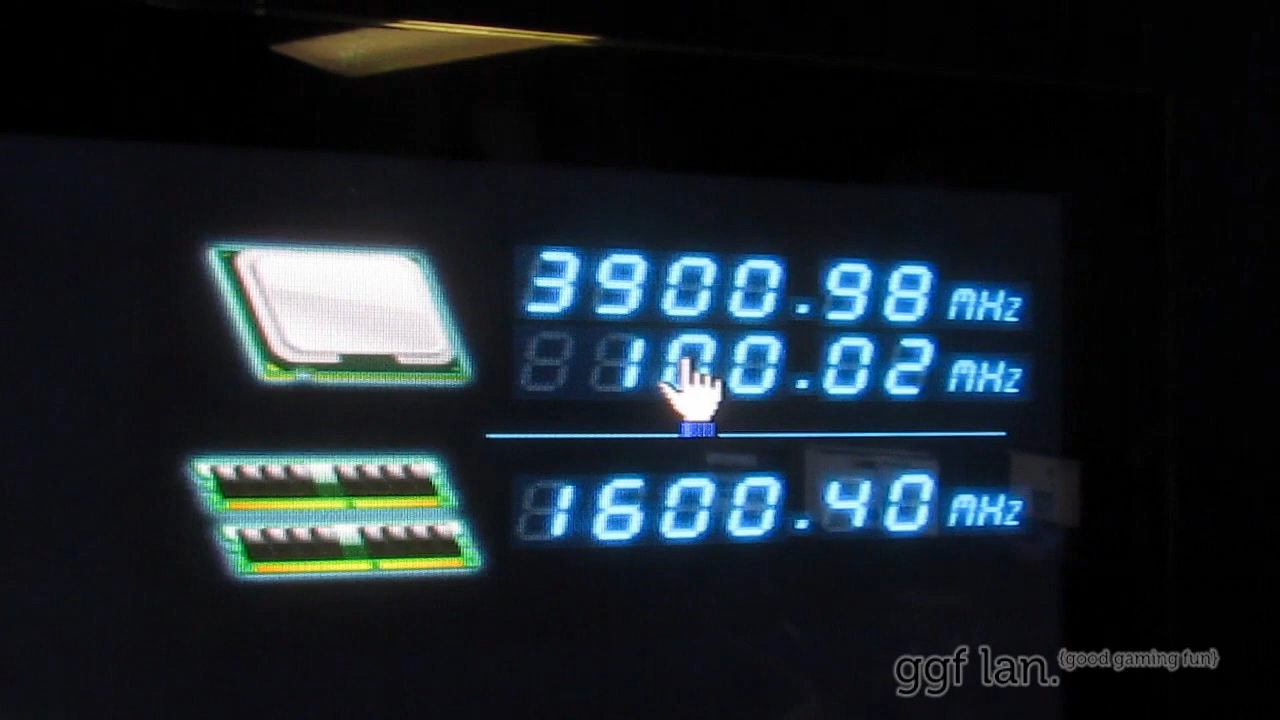 3900.98 MHz
100.02 MHz
1600.40 MHz
ggf lan. {good gaming fun}